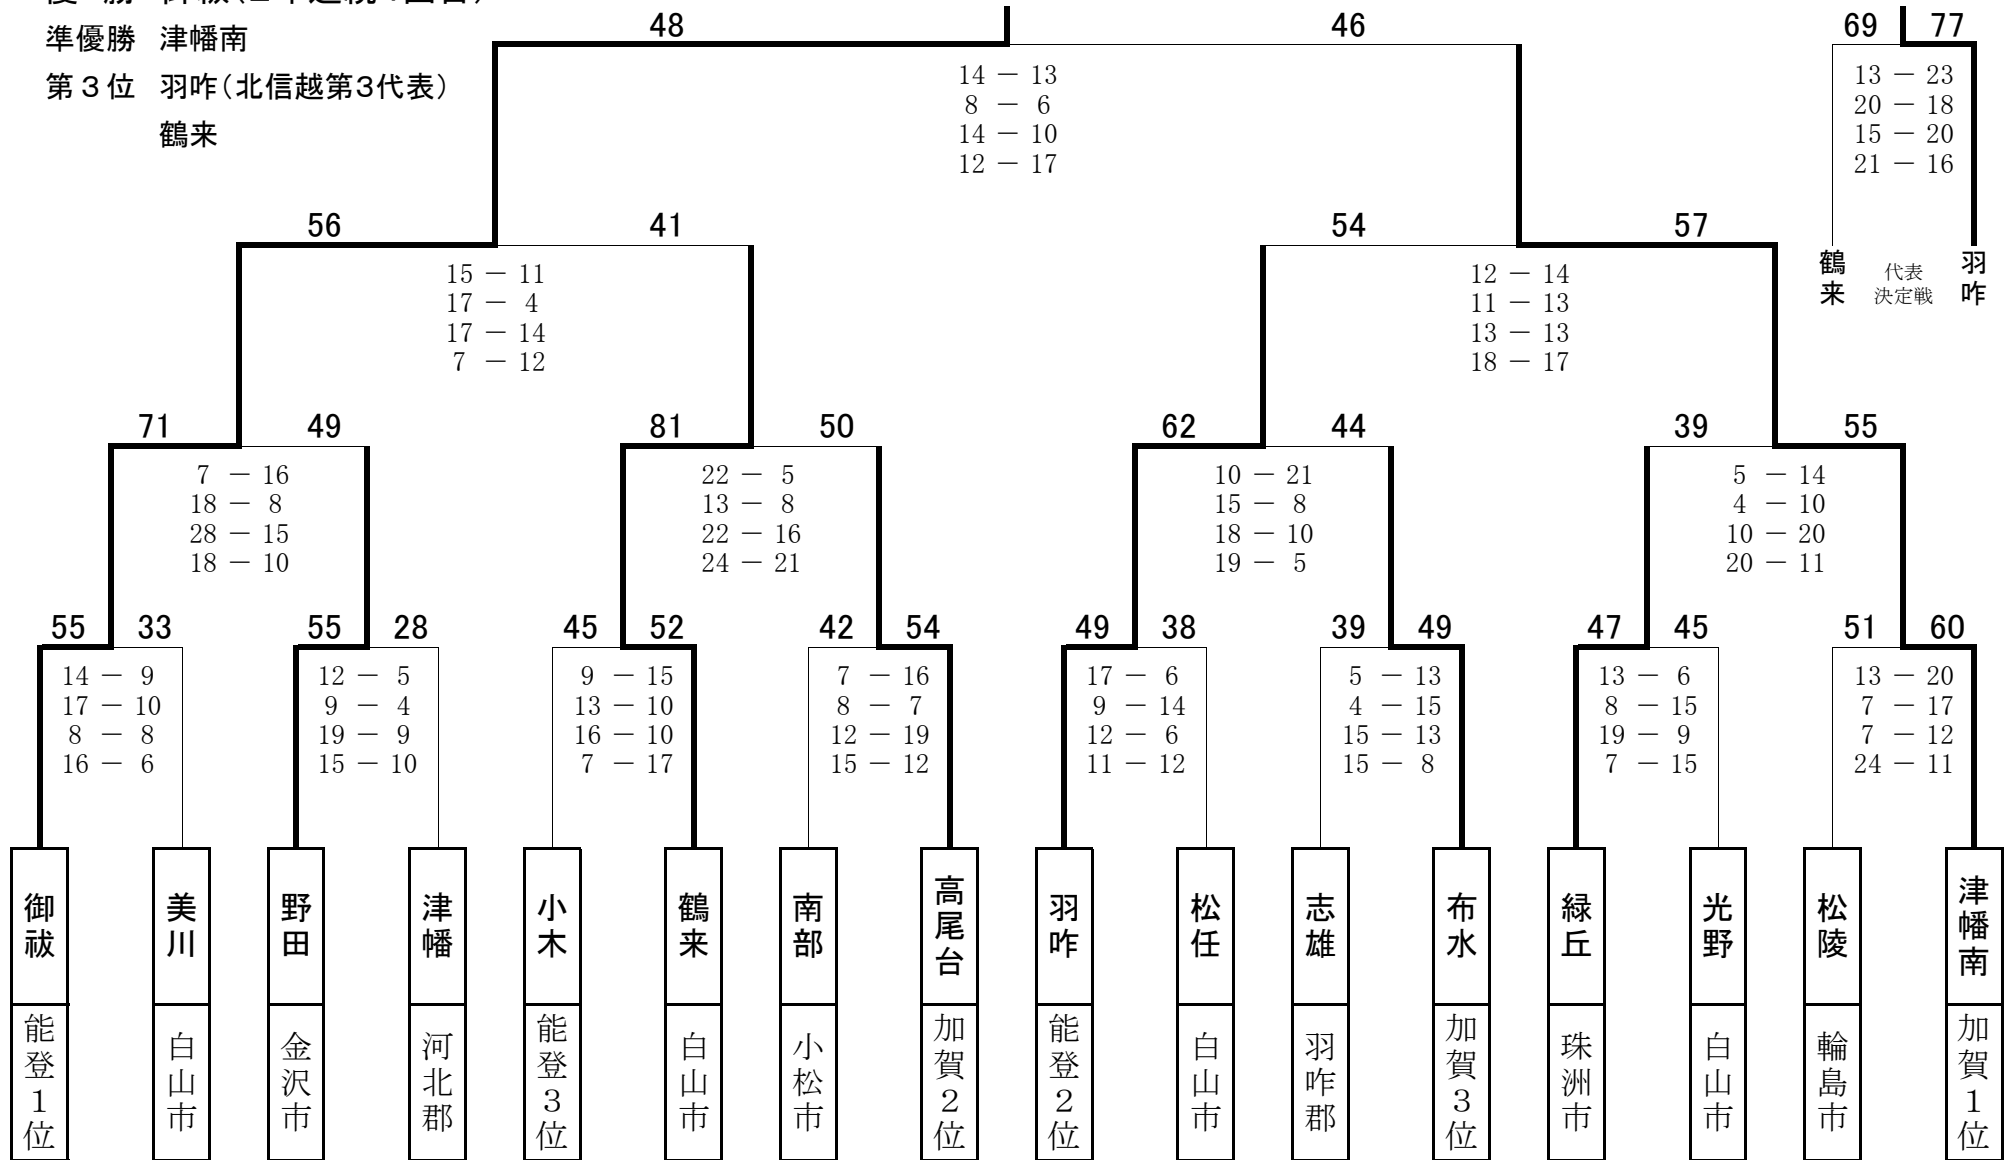 準優勝 津幡南
第３位 羽咋（北信越第3代表）
鶴来
48 46
14 － 13
8 － 6
14 － 10
12 － 17
69 77
13 － 23
20 － 18
15 － 20
21 － 16
鶴来 代表決定戦 羽咋
56 41
15 － 11
17 － 4
17 － 14
7 － 12
54 57
12 － 14
11 － 13
13 － 13
18 － 17
71 49
7 － 16
18 － 8
28 － 15
18 － 10
81 50
22 － 5
13 － 8
22 － 16
24 － 21
62 44
10 － 21
15 － 8
18 － 10
19 － 5
39 55
5 － 14
4 － 10
10 － 20
20 － 11
55 33
14 － 9
17 － 10
8 － 8
16 － 6
55 28
12 － 5
9 － 4
19 － 9
15 － 10
45 52
9 － 15
13 － 10
16 － 10
7 － 17
42 54
7 － 16
8 － 7
12 － 19
15 － 12
49 38
17 － 6
9 － 14
12 － 6
11 － 12
39 49
5 － 13
4 － 15
15 － 13
15 － 8
47 45
13 － 6
8 － 15
19 － 9
7 － 15
51 60
13 － 20
7 － 17
7 － 12
24 － 11
御祓
能登１位
美川
白山市
野田
金沢市
津幡
河北郡
小木
能登３位
鶴来
白山市
南部
小松市
高尾台
加賀２位
羽咋
能登２位
松任
白山市
志雄
羽咋郡
布水
加賀３位
緑丘
珠洲市
光野
白山市
松陵
輪島市
津幡南
加賀１位